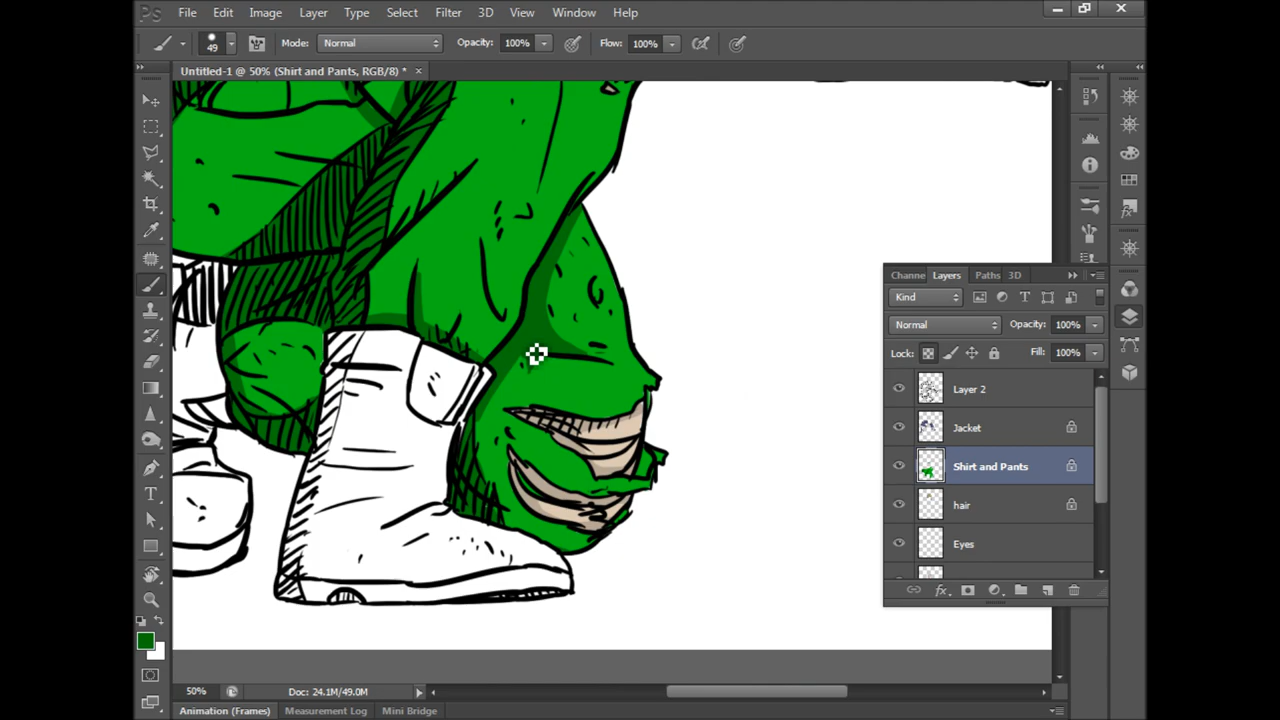 Ps File Edit Image Layer Type Select Filter 3D View Window Help
49 Mode: Normal Opacity: 100% Flow: 100%
Untitled-1 @ 50% (Shirt and Pants, RGB/8) * ×
Channe Layers Paths 3D
Kind
Normal Opacity: 100%
Lock: Fill: 100%
Layer 2
Jacket
Shirt and Pants
hair
Eyes
fx
50% Doc: 24.1M/49.0M
Animation (Frames) Measurement Log Mini Bridge